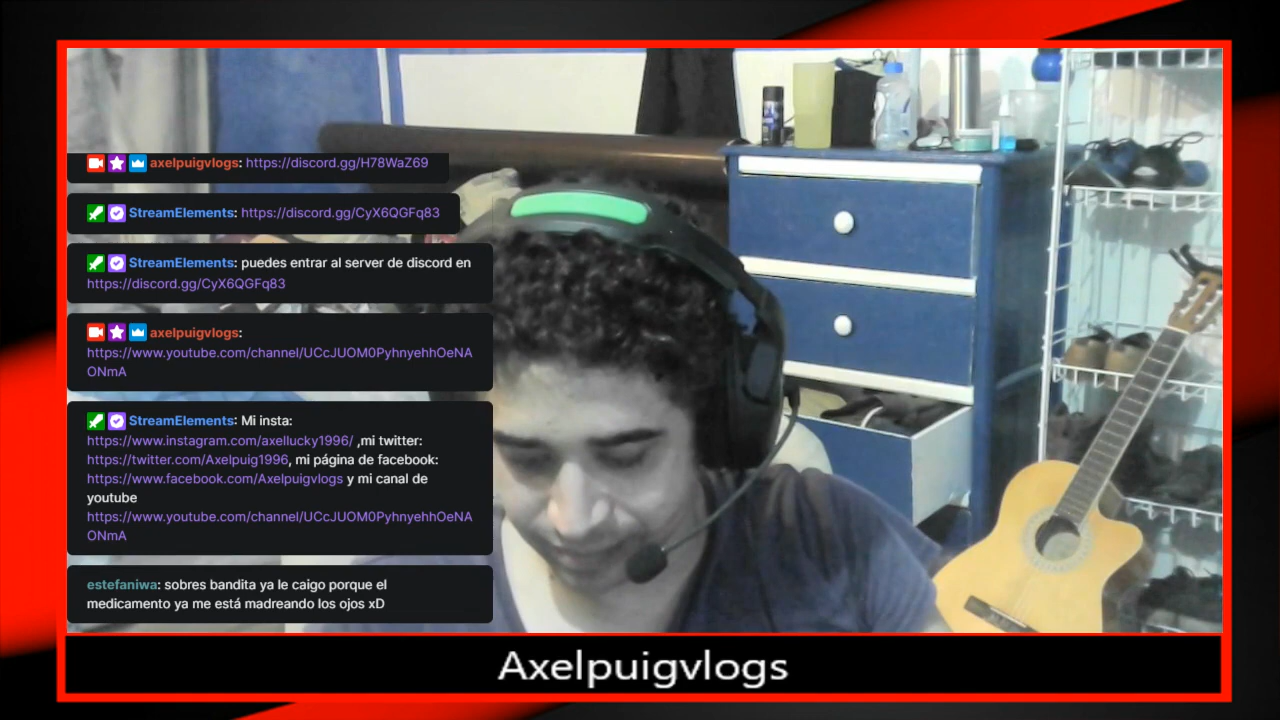 axelpuigvlogs: https://discord.gg/H78WaZ69
StreamElements: https://discord.gg/CyX6QGFq83
StreamElements: puedes entrar al server de discord en
https://discord.gg/CyX6QGFq83
axelpuigvlogs:
https://www.youtube.com/channel/UCcJUOM0PyhnyehhOeNA
ONmA
StreamElements: Mi insta:
https://www.instagram.com/axellucky1996/ ,mi twitter:
https://twitter.com/Axelpuig1996, mi página de facebook:
https://www.facebook.com/Axelpuigvlogs y mi canal de
youtube
https://www.youtube.com/channel/UCcJUOM0PyhnyehhOeNA
ONmA
estefaniwa: sobres bandita ya le caigo porque el
medicamento ya me está madreando los ojos xD
Axelpuigvlogs